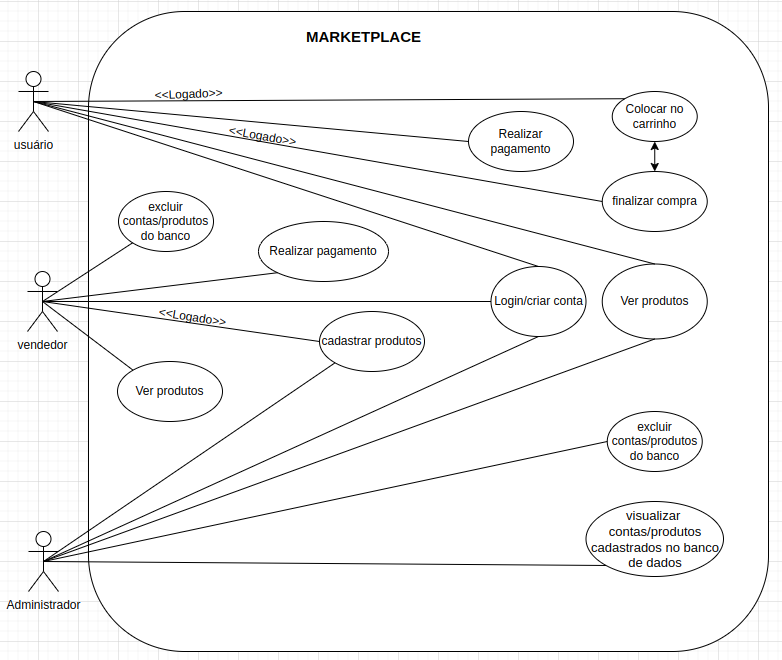 MARKETPLACE
<<Logado>>
Colocar no
carrinho
Realizar
pagamento
<<Logado>>
usuário
finalizar compra
excluir
contas/produtos
do banco
Realizar pagamento
Login/criar conta
Ver produtos
<<Logado>>
vendedor
cadastrar produtos
Ver produtos
excluir
contas/produtos
do banco
visualizar
contas/produtos
cadastrados no banco
de dados
Administrador